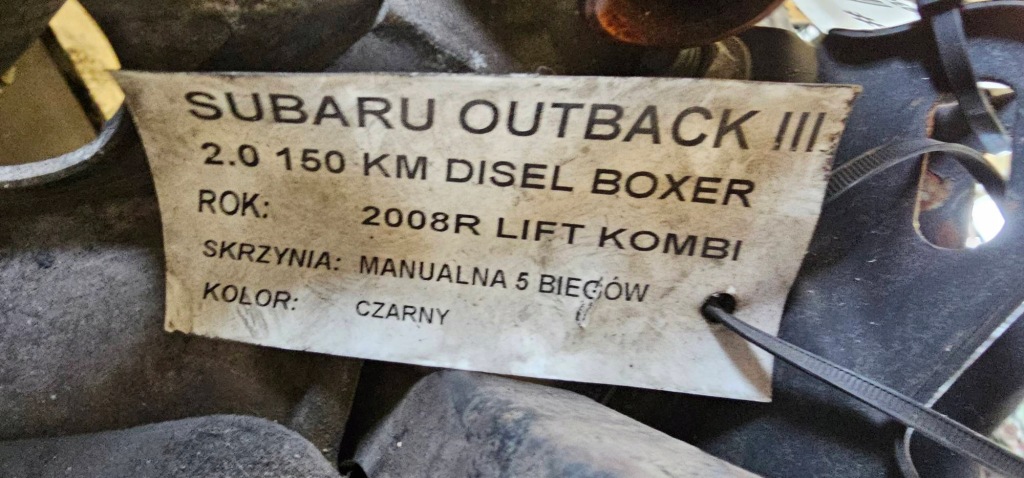 SUBARU OUTBACK III
2.0 150 KM DISEL BOXER
ROK: 2008R LIFT KOMBI
SKRZYNIA: MANUALNA 5 BIEGÓW
KOLOR: CZARNY